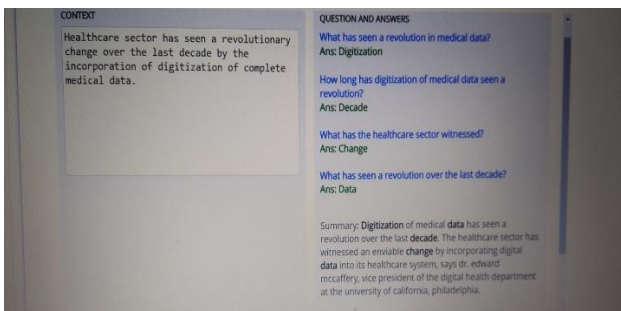 CONTEXT
Healthcare sector has seen a revolutionary
change over the last decade by the
incorporation of digitization of complete
medical data.
QUESTION AND ANSWERS
What has seen a revolution in medical data?
Ans: Digitization
How long has digitization of medical data seen a
revolution?
Ans: Decade
What has the healthcare sector witnessed?
Ans: Change
What has seen a revolution over the last decade?
Ans: Data
Summary: Digitization of medical data has seen a
revolution over the last decade. The healthcare sector has
witnessed an enviable change by incorporating digital
data into its healthcare system, says dr. edward
mccaffery, vice president of the digital health department
at the university of california, philadelphia.